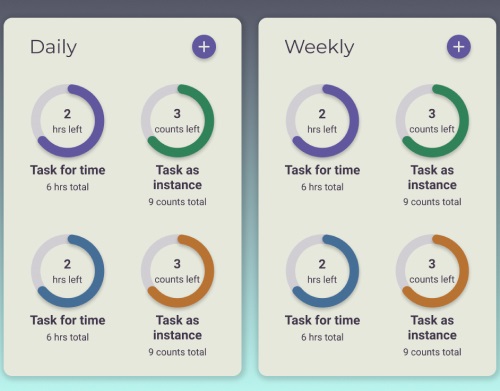 Daily
2
hrs left
Task for time
6 hrs total
3
counts left
Task as
instance
9 counts total
2
hrs left
Task for time
6 hrs total
3
counts left
Task as
instance
9 counts total
Weekly
2
hrs left
Task for time
6 hrs total
3
counts left
Task as
instance
9 counts total
2
hrs left
Task for time
6 hrs total
3
counts left
Task as
instance
9 counts total